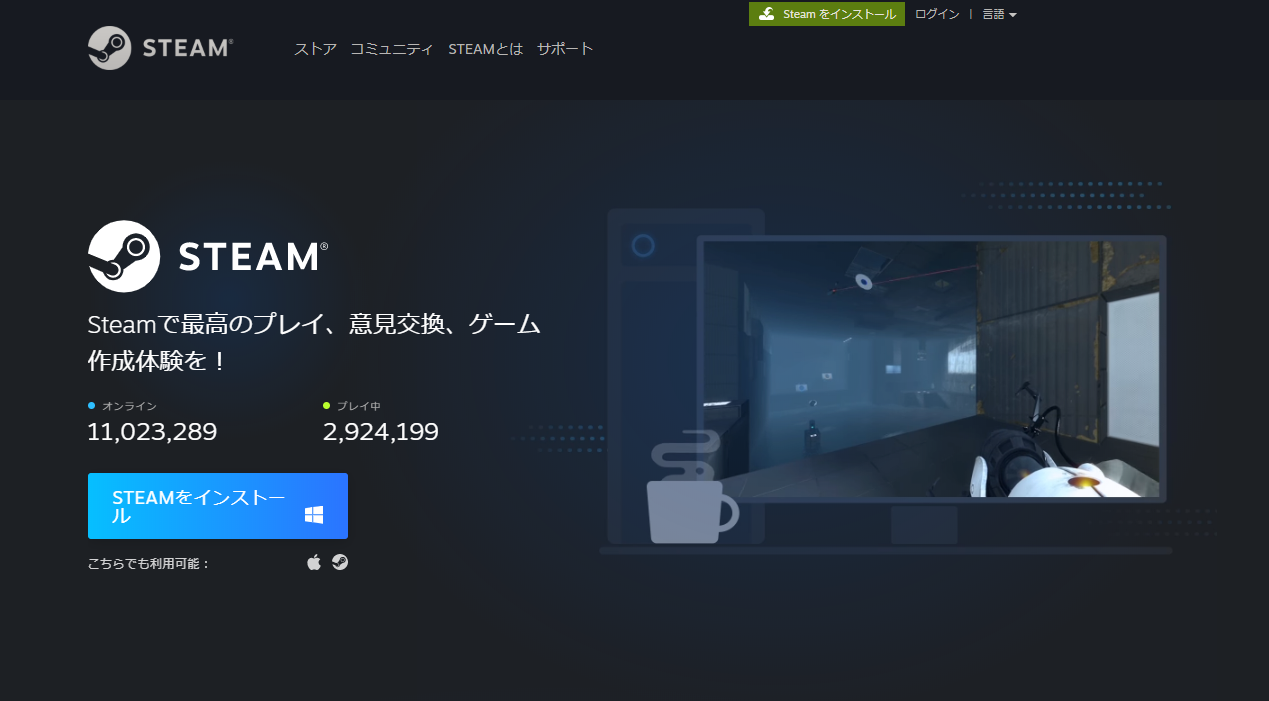 Steam をインストール ログイン | 言語
STEAM®
ストア コミュニティ STEAMとは サポート
STEAM®
Steamで最高のプレイ、意見交換、ゲーム
作成体験を！
オンライン プレイ中
11,023,289 2,924,199
STEAMをインストー
ル
こちらでも利用可能：